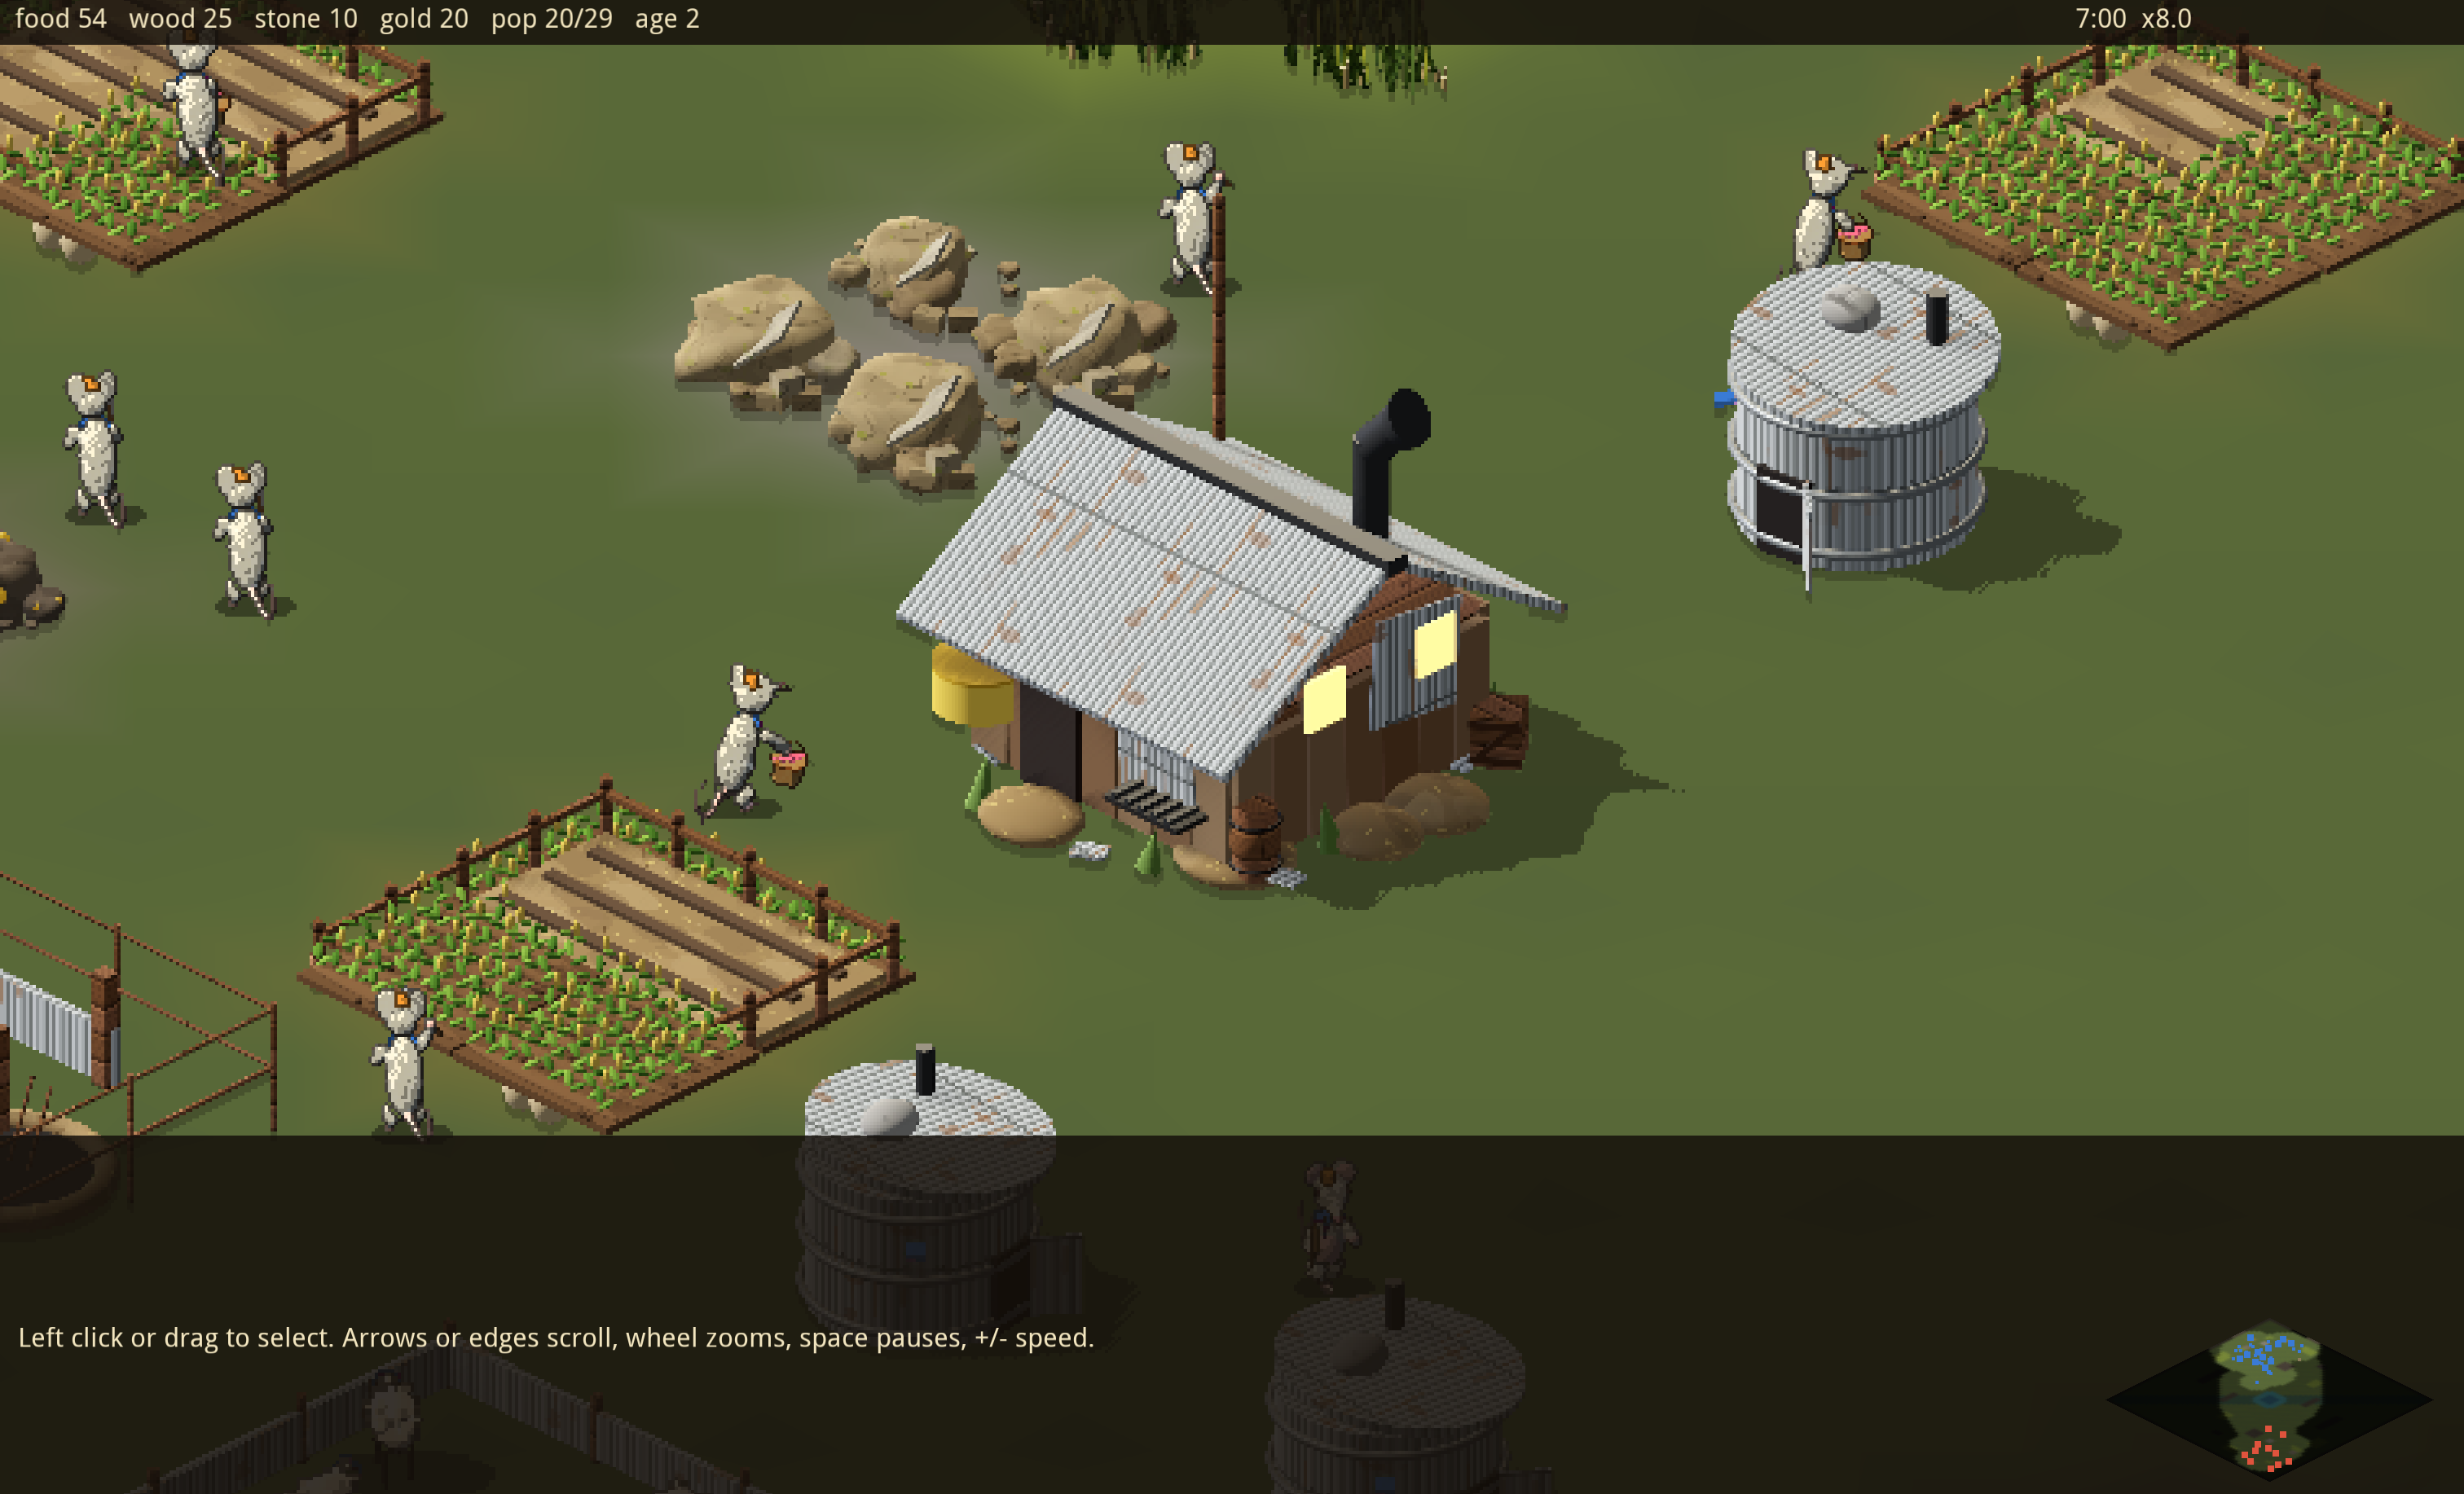 food 54 wood 25 stone 10 gold 20 pop 20/29 age 2 7:00 x8.0
Left click or drag to select. Arrows or edges scroll, wheel zooms, space pauses, +/- speed.